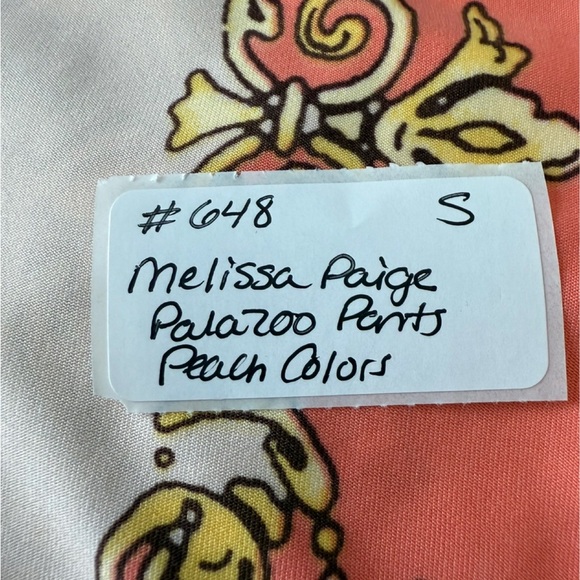 #648 S
Melissa Paige
Palazoo Pants
Peach Colors